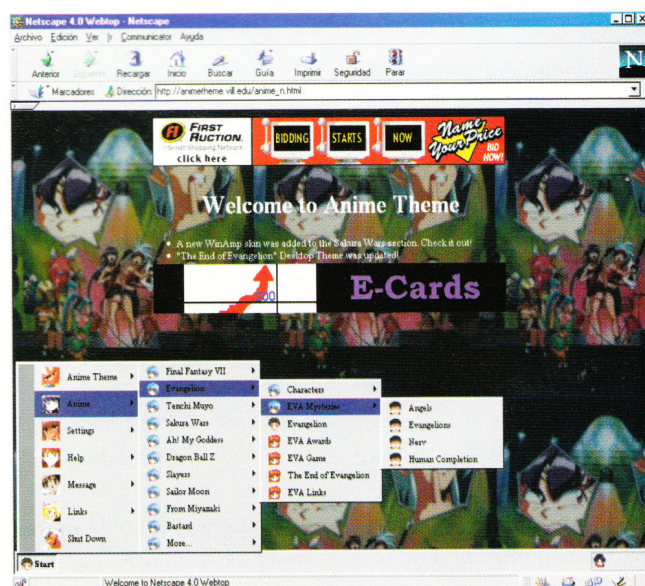 Netscape 4.0 Webtop - Netscape
Archivo Edición Ver Ir Communicator Ayuda
Anterior Siguiente Recargar Inicio Buscar Guía Imprimir Seguridad Parar
N
Marcadores Dirección: http://animetheme.vill.edu/anime_n.html
FIRST AUCTION.
Internet Shopping Network
click here
BIDDING STARTS NOW
Name Your Price
BID NOW!
Welcome to Anime Theme
A new WinAmp skin was added to the Sakura Wars section. Check it out!
"The End of Evangelion" Desktop Theme was updated!
E-Cards
Anime Theme
Anime
Settings
Help
Message
Links
Shut Down
Final Fantasy VII
Evangelion
Tenchi Muyo
Sakura Wars
Ah! My Goddess
Dragon Ball Z
Slayers
Sailor Moon
From Miyazaki
Bastard
More...
Characters
EVA Mysteries
Evangelion
EVA Awards
EVA Game
The End of Evangelion
EVA Links
Angels
Evangelions
Nerv
Human Completion
Start
Welcome to Netscape 4.0 Webtop